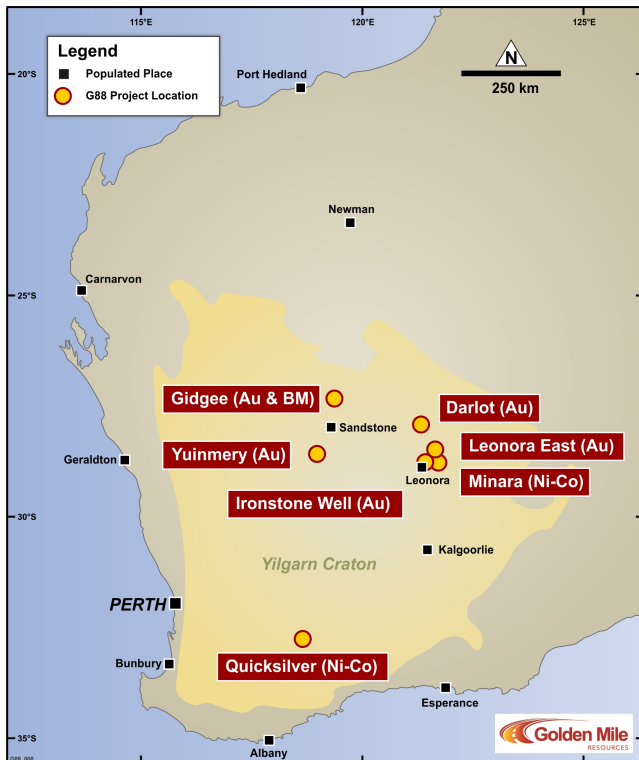 115°E
120°E
125°E
Legend
Populated Place
G88 Project Location
N
250 km
20°S
Port Hedland
Newman
Carnarvon
25°S
Gidgee (Au & BM)
Darlot (Au)
Sandstone
Leonora East (Au)
Yuinmery (Au)
Geraldton
Leonora
Minara (Ni-Co)
Ironstone Well (Au)
30°S
Kalgoorlie
Yilgarn Craton
PERTH
Bunbury
Quicksilver (Ni-Co)
Esperance
35°S
Albany
Golden Mile
RESOURCES
G88_008